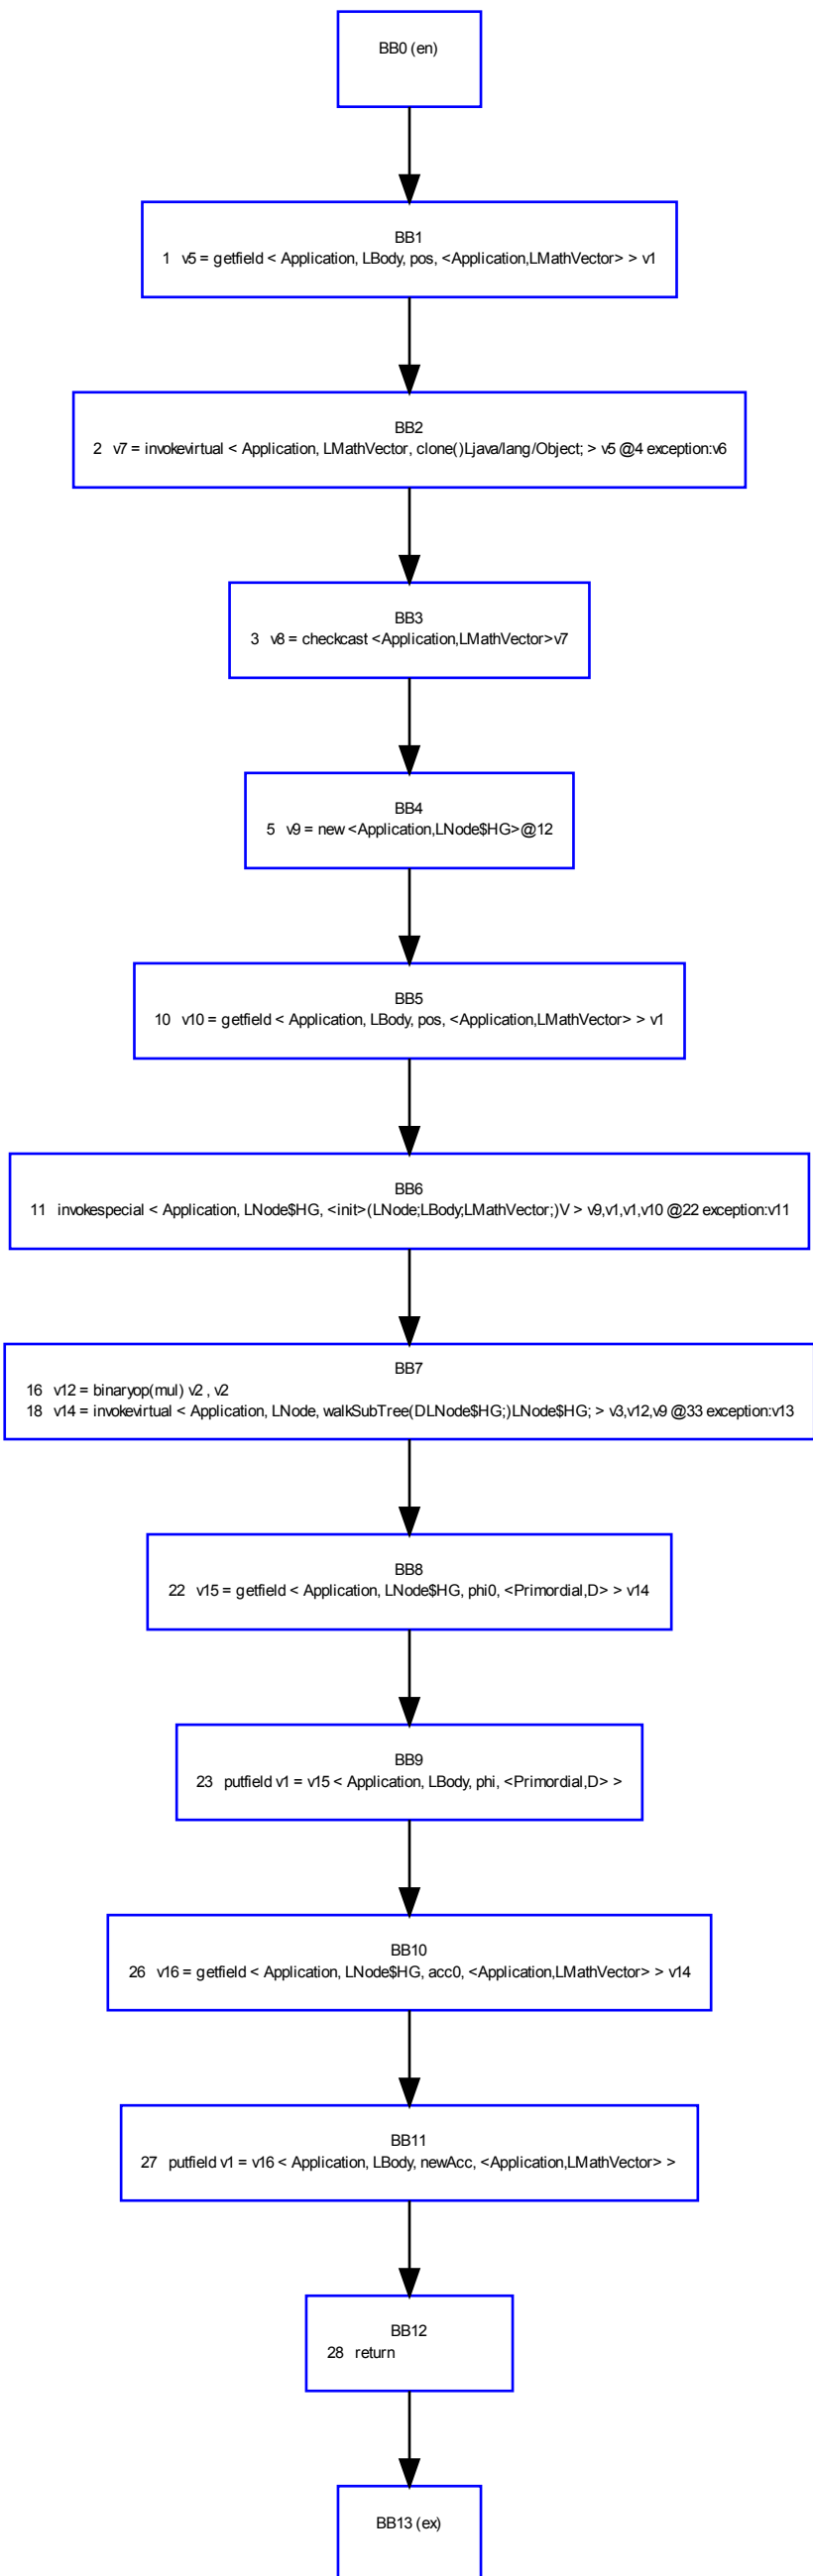 BB0 (en)
BB1
1 v5 = getfield < Application, LBody, pos, <Application,LMathVector> > v1
BB2
2 v7 = invokevirtual < Application, LMathVector, clone()Ljava/lang/Object; > v5 @4 exception:v6
BB3
3 v8 = checkcast <Application,LMathVector>v7
BB4
5 v9 = new <Application,LNode$HG>@12
BB5
10 v10 = getfield < Application, LBody, pos, <Application,LMathVector> > v1
BB6
11 invokespecial < Application, LNode$HG, <init>(LNode;LBody;LMathVector;)V > v9,v1,v1,v10 @22 exception:v11
BB7
16 v12 = binaryop(mul) v2 , v2
18 v14 = invokevirtual < Application, LNode, walkSubTree(DLNode$HG;)LNode$HG; > v3,v12,v9 @33 exception:v13
BB8
22 v15 = getfield < Application, LNode$HG, phi0, <Primordial,D> > v14
BB9
23 putfield v1 = v15 < Application, LBody, phi, <Primordial,D> >
BB10
26 v16 = getfield < Application, LNode$HG, acc0, <Application,LMathVector> > v14
BB11
27 putfield v1 = v16 < Application, LBody, newAcc, <Application,LMathVector> >
BB12
28 return
BB13 (ex)